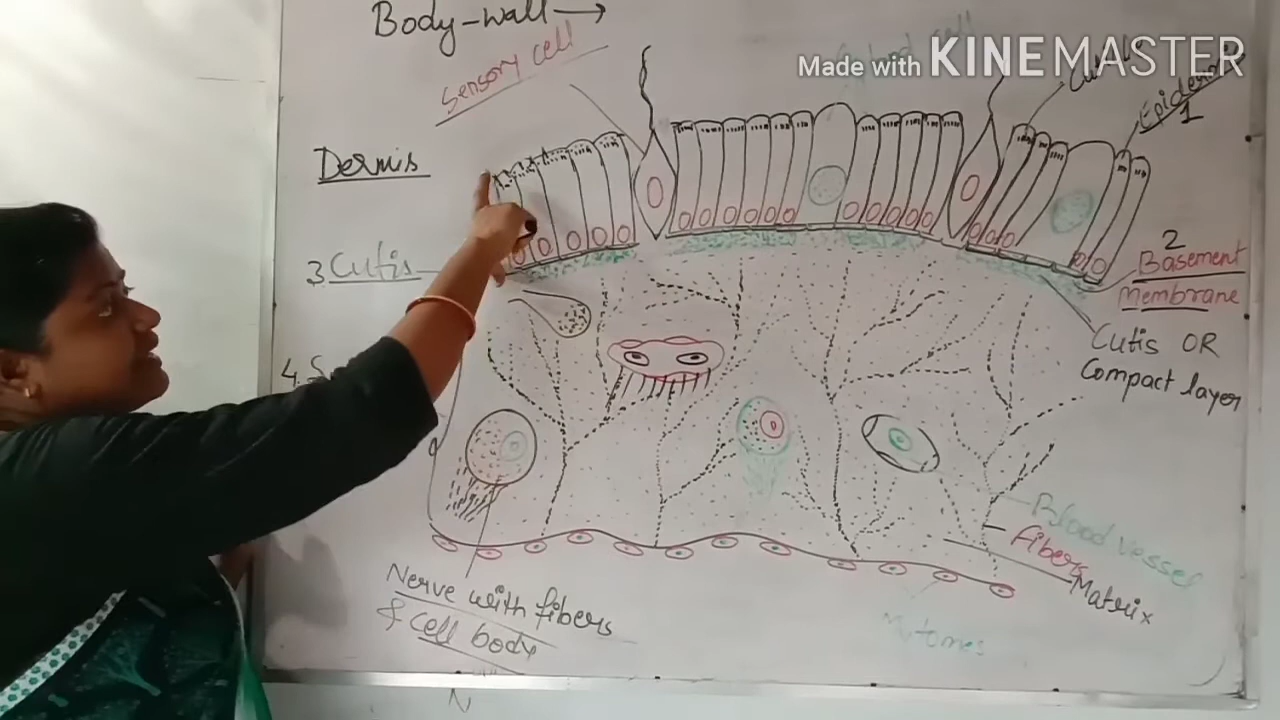 Body-wall →
Made with KINEMASTER
Sensory cell
Epidermis
1
Dermis
3 Cutis
2
Basement
Membrane
Cutis OR
Compact layer
4
Blood vessel
Fibers
Matrix
Nerve with fibers
& cell body
Myotomes
N